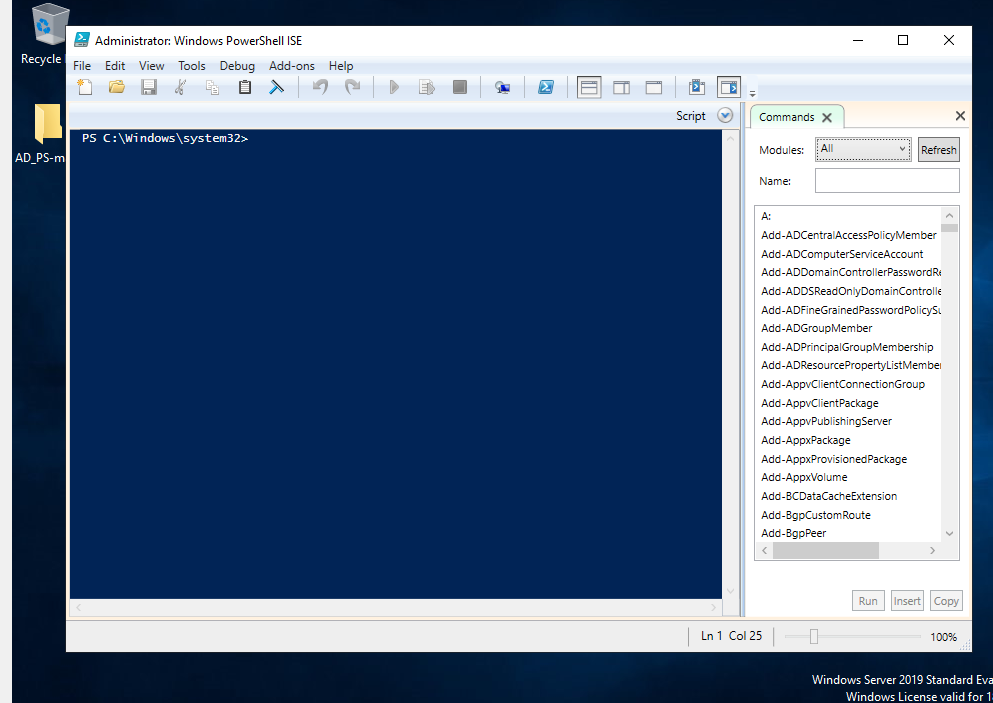 Recycle
AD_PS-m
Administrator: Windows PowerShell ISE
File Edit View Tools Debug Add-ons Help
Script
PS C:\Windows\system32>
Commands
Modules: All Refresh
Name:
A:
Add-ADCentralAccessPolicyMember
Add-ADComputerServiceAccount
Add-ADDomainControllerPasswordRe
Add-ADDSReadOnlyDomainControlle
Add-ADFineGrainedPasswordPolicySu
Add-ADGroupMember
Add-ADPrincipalGroupMembership
Add-ADResourcePropertyListMember
Add-AppvClientConnectionGroup
Add-AppvClientPackage
Add-AppvPublishingServer
Add-AppxPackage
Add-AppxProvisionedPackage
Add-AppxVolume
Add-BCDataCacheExtension
Add-BgpCustomRoute
Add-BgpPeer
Run Insert Copy
Ln 1 Col 25 100%
Windows Server 2019 Standard Eva
Windows License valid for 1